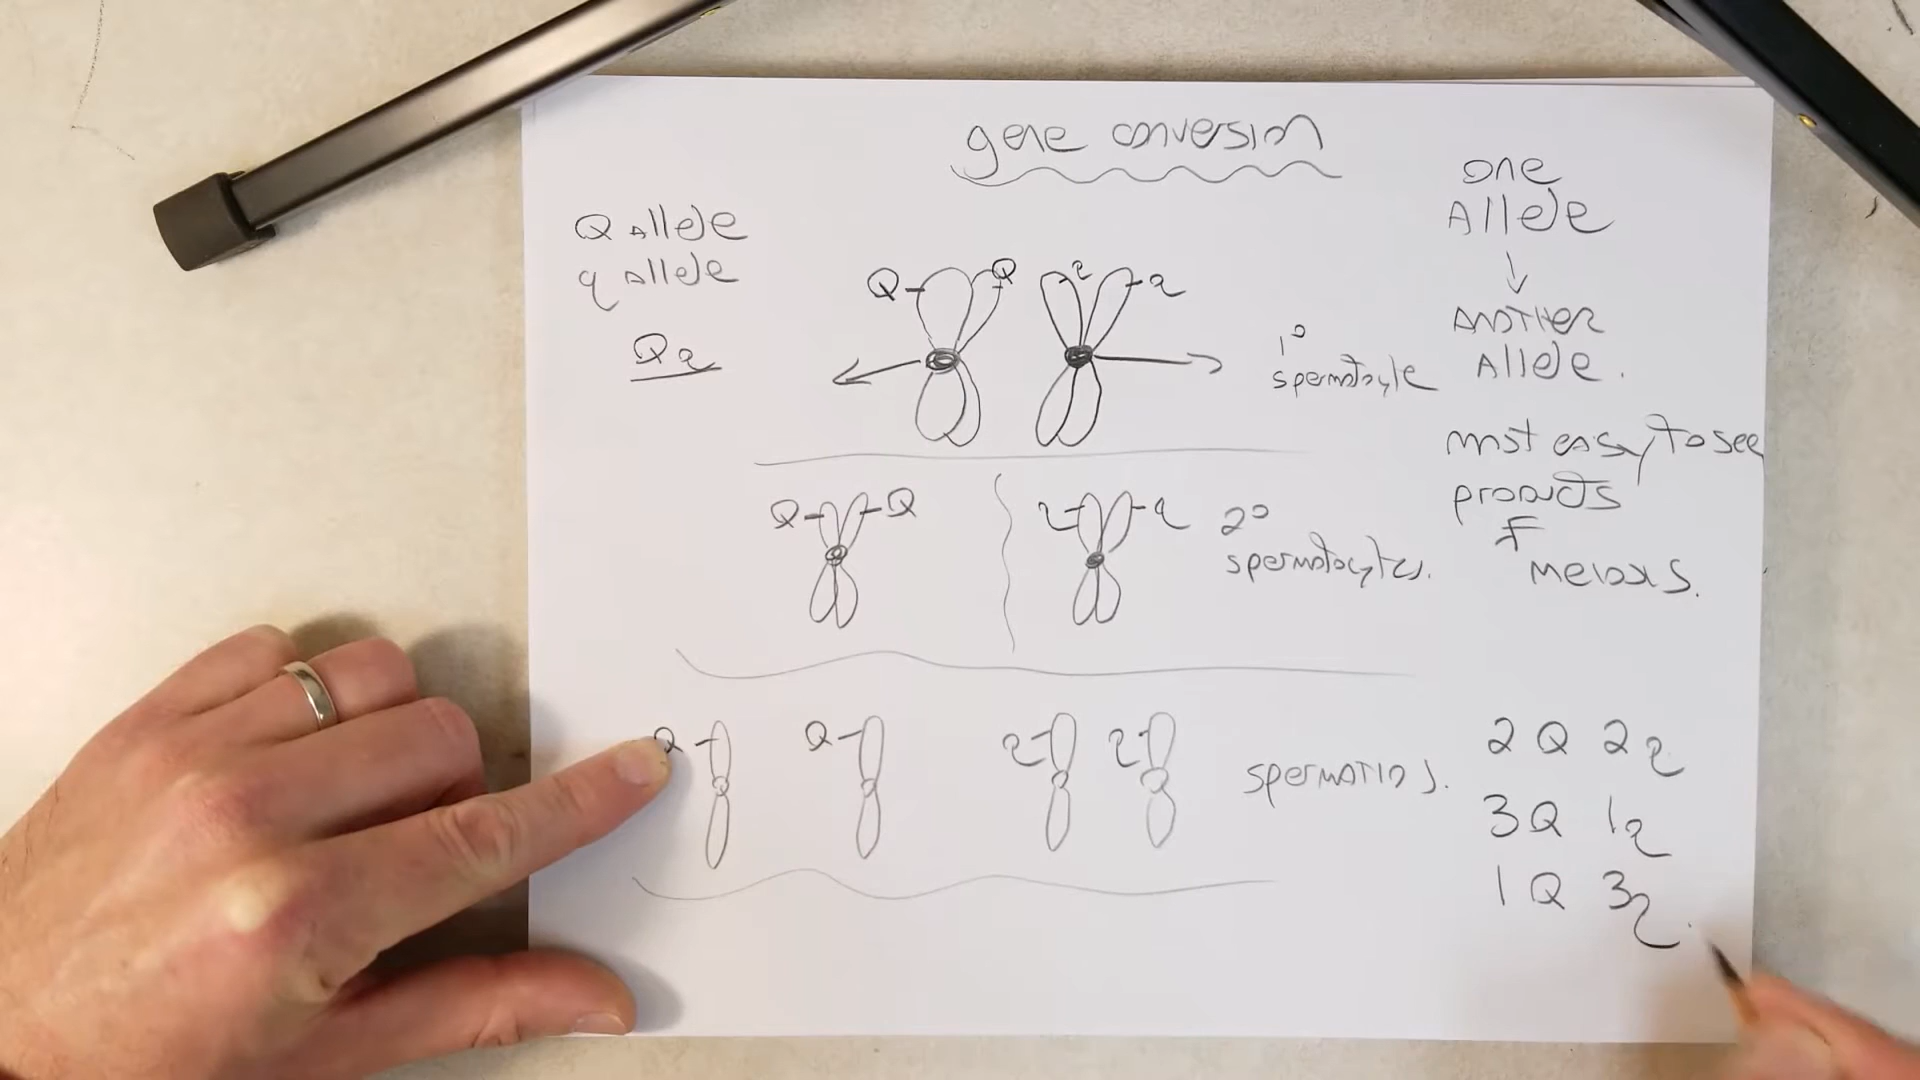 gene conversion
Q Allele
q Allele
Qq
Q Q q q
1° spermatocyte
one
Allele
↓
Another
Allele.
most easy to see
products
of
meiosis.
Q Q q q
2°
spermatocytes.
Q Q q q
spermatids.
2 Q 2 q
3 Q 1 q
1 Q 3 q